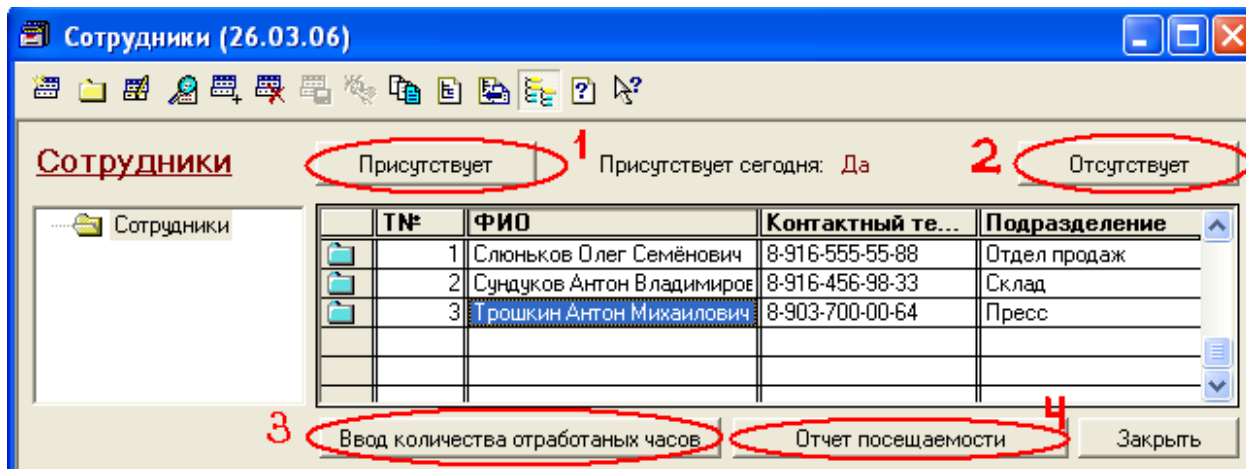 Сотрудники (26.03.06)
Сотрудники Присутствует 1 Присутствует сегодня: Да 2 Отсутствует
Сотрудники
TN№ ФИО Контактный те... Подразделение
1 Слюньков Олег Семёнович 8-916-555-55-88 Отдел продаж
2 Сундуков Антон Владимиров 8-916-456-98-33 Склад
3 Трошкин Антон Михаилович 8-903-700-00-64 Пресс
3 Ввод количества отработаных часов Отчет посещаемости 4 Закрыть